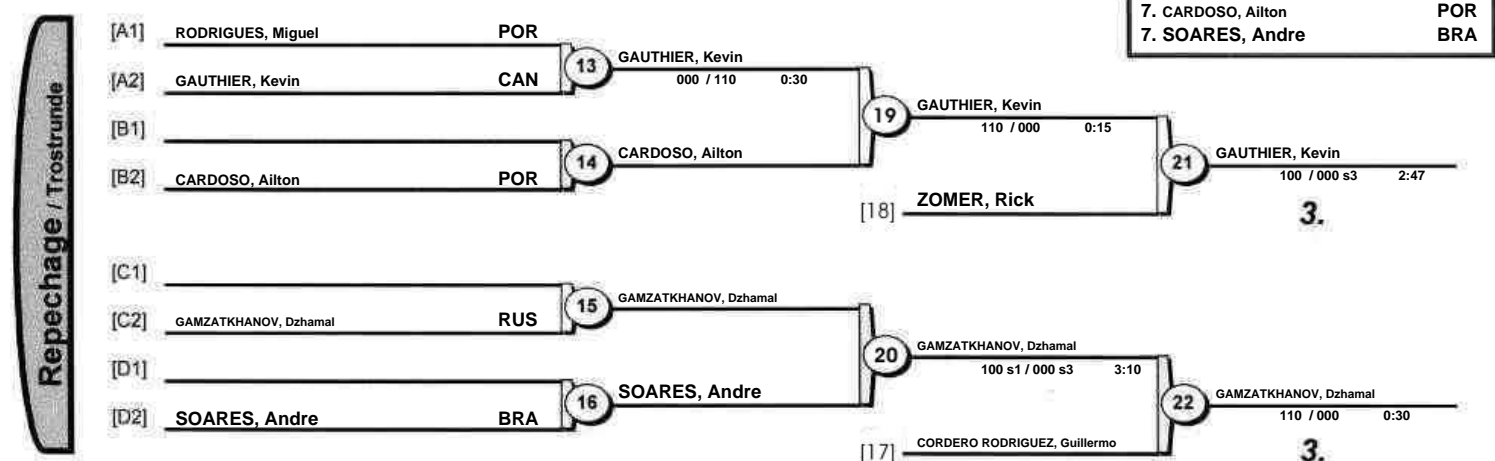 7. CARDOSO, Ailton POR
7. SOARES, Andre BRA
Repechage / Trostrunde
[A1] RODRIGUES, Miguel POR
13 GAUTHIER, Kevin
000 / 110 0:30
[A2] GAUTHIER, Kevin CAN
19 GAUTHIER, Kevin
110 / 000 0:15
[B1]
14 CARDOSO, Ailton
21 GAUTHIER, Kevin
100 / 000 s3 2:47
[B2] CARDOSO, Ailton POR
[18] ZOMER, Rick
3.
[C1]
15 GAMZATKHANOV, Dzhamal
[C2] GAMZATKHANOV, Dzhamal RUS
20 GAMZATKHANOV, Dzhamal
100 s1 / 000 s3 3:10
[D1]
16 SOARES, Andre
22 GAMZATKHANOV, Dzhamal
110 / 000 0:30
[D2] SOARES, Andre BRA
[17] CORDERO RODRIGUEZ, Guillermo
3.